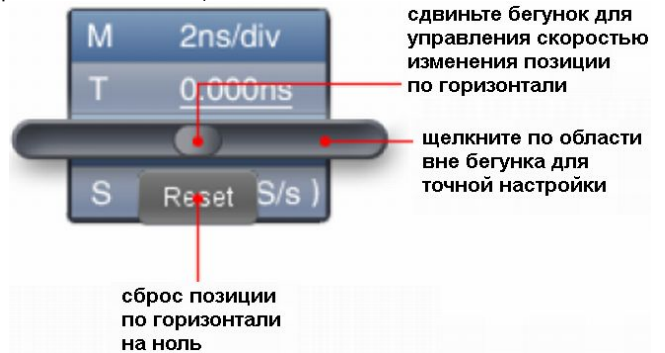 сдвиньте бегунок для
управления скоростью
изменения позиции
по горизонтали
M 2ns/div
T 0.000ns
щелкните по области
вне бегунка для
точной настройки
S Reset S/s )
сброс позиции
по горизонтали
на ноль